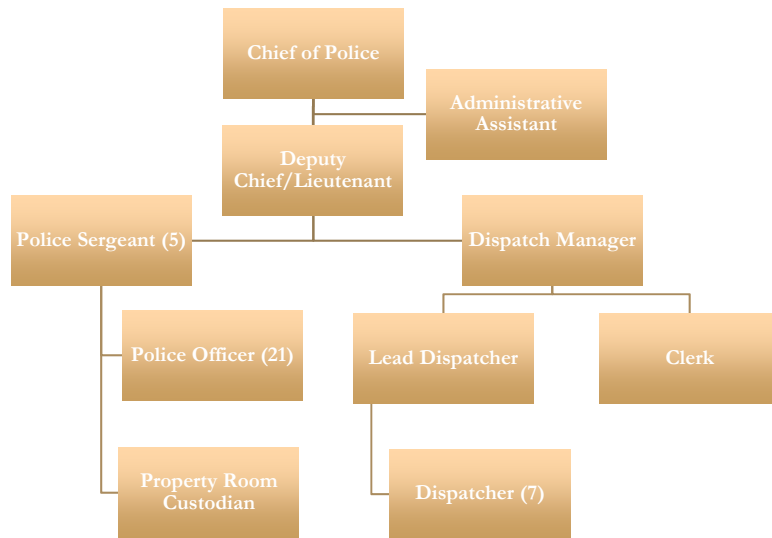 Chief of Police
Administrative
Assistant
Deputy
Chief/Lieutenant
Police Sergeant (5)
Dispatch Manager
Police Officer (21)
Lead Dispatcher
Clerk
Property Room
Custodian
Dispatcher (7)